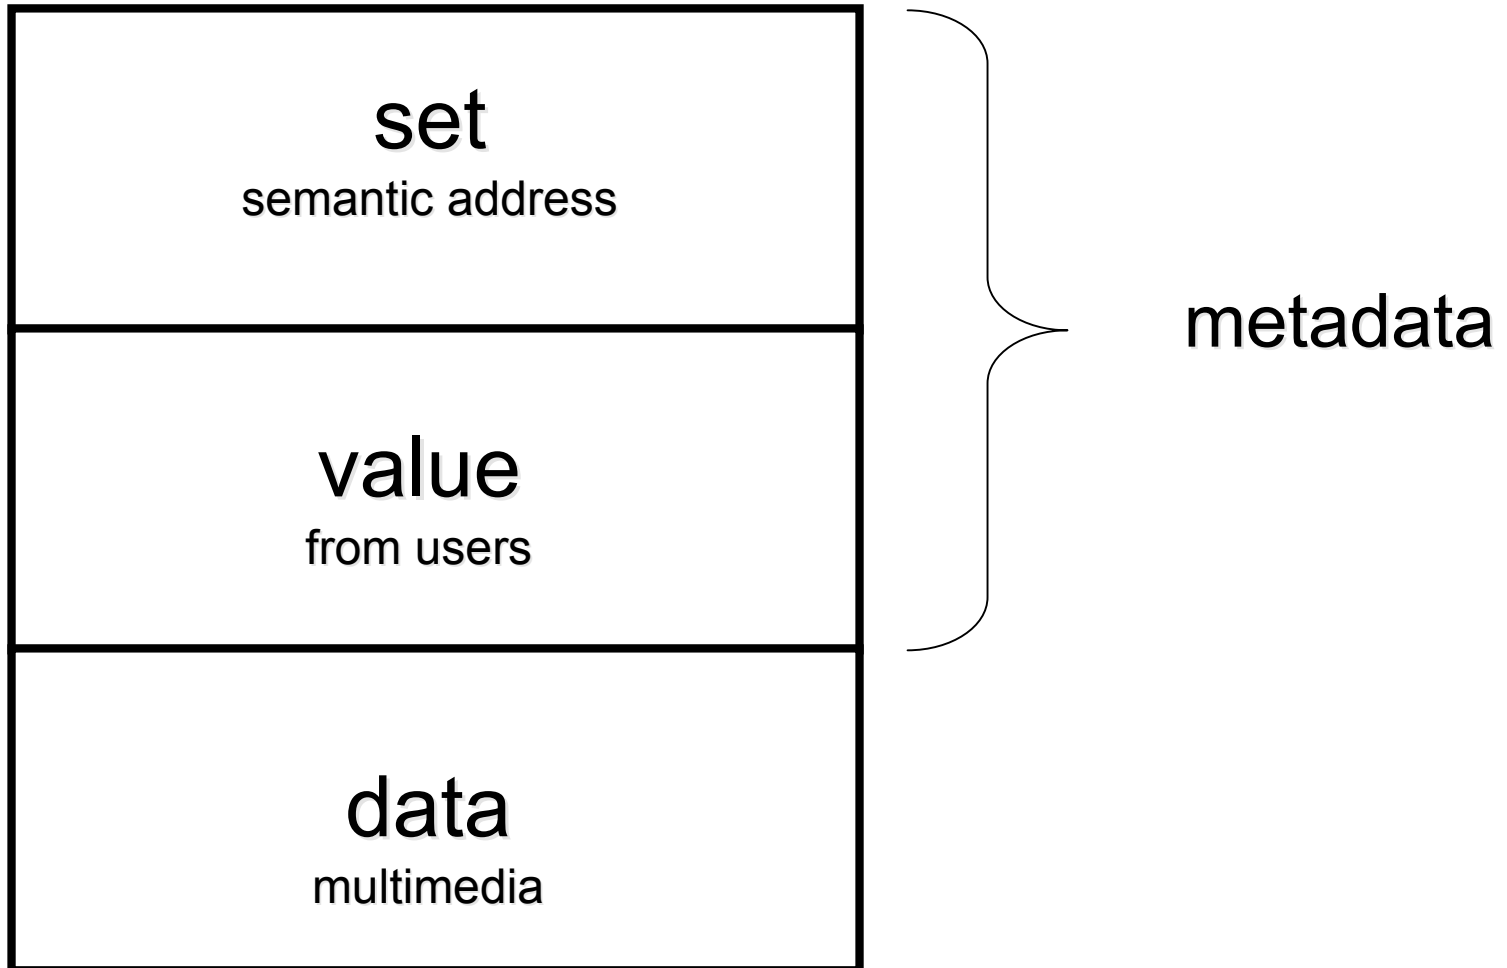 set
semantic address
metadata
value
from users
data
multimedia